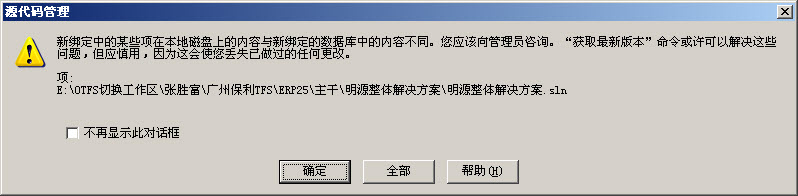 源代码管理
新绑定中的某些项在本地磁盘上的内容与新绑定的数据库中的内容不同。您应该向管理员咨询。“获取最新版本”命令或许可以解决这些
问题，但应慎用，因为这会使您丢失已做过的任何更改。
项:
E:\OTFS切换工作区\张胜富\广州保利TFS\ERP25\主干\明源整体解决方案\明源整体解决方案.sln
不再显示此对话框
确定
全部
帮助(H)